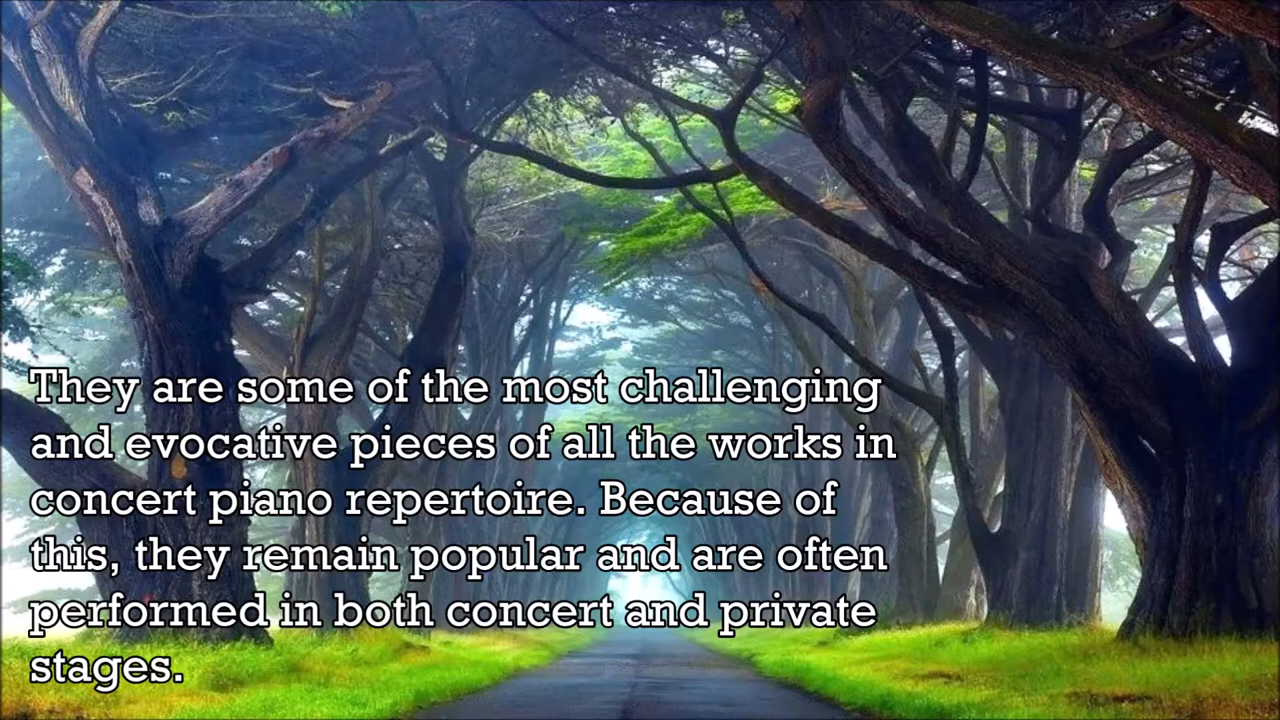 They are some of the most challenging
and evocative pieces of all the works in
concert piano repertoire. Because of
this, they remain popular and are often
performed in both concert and private
stages.